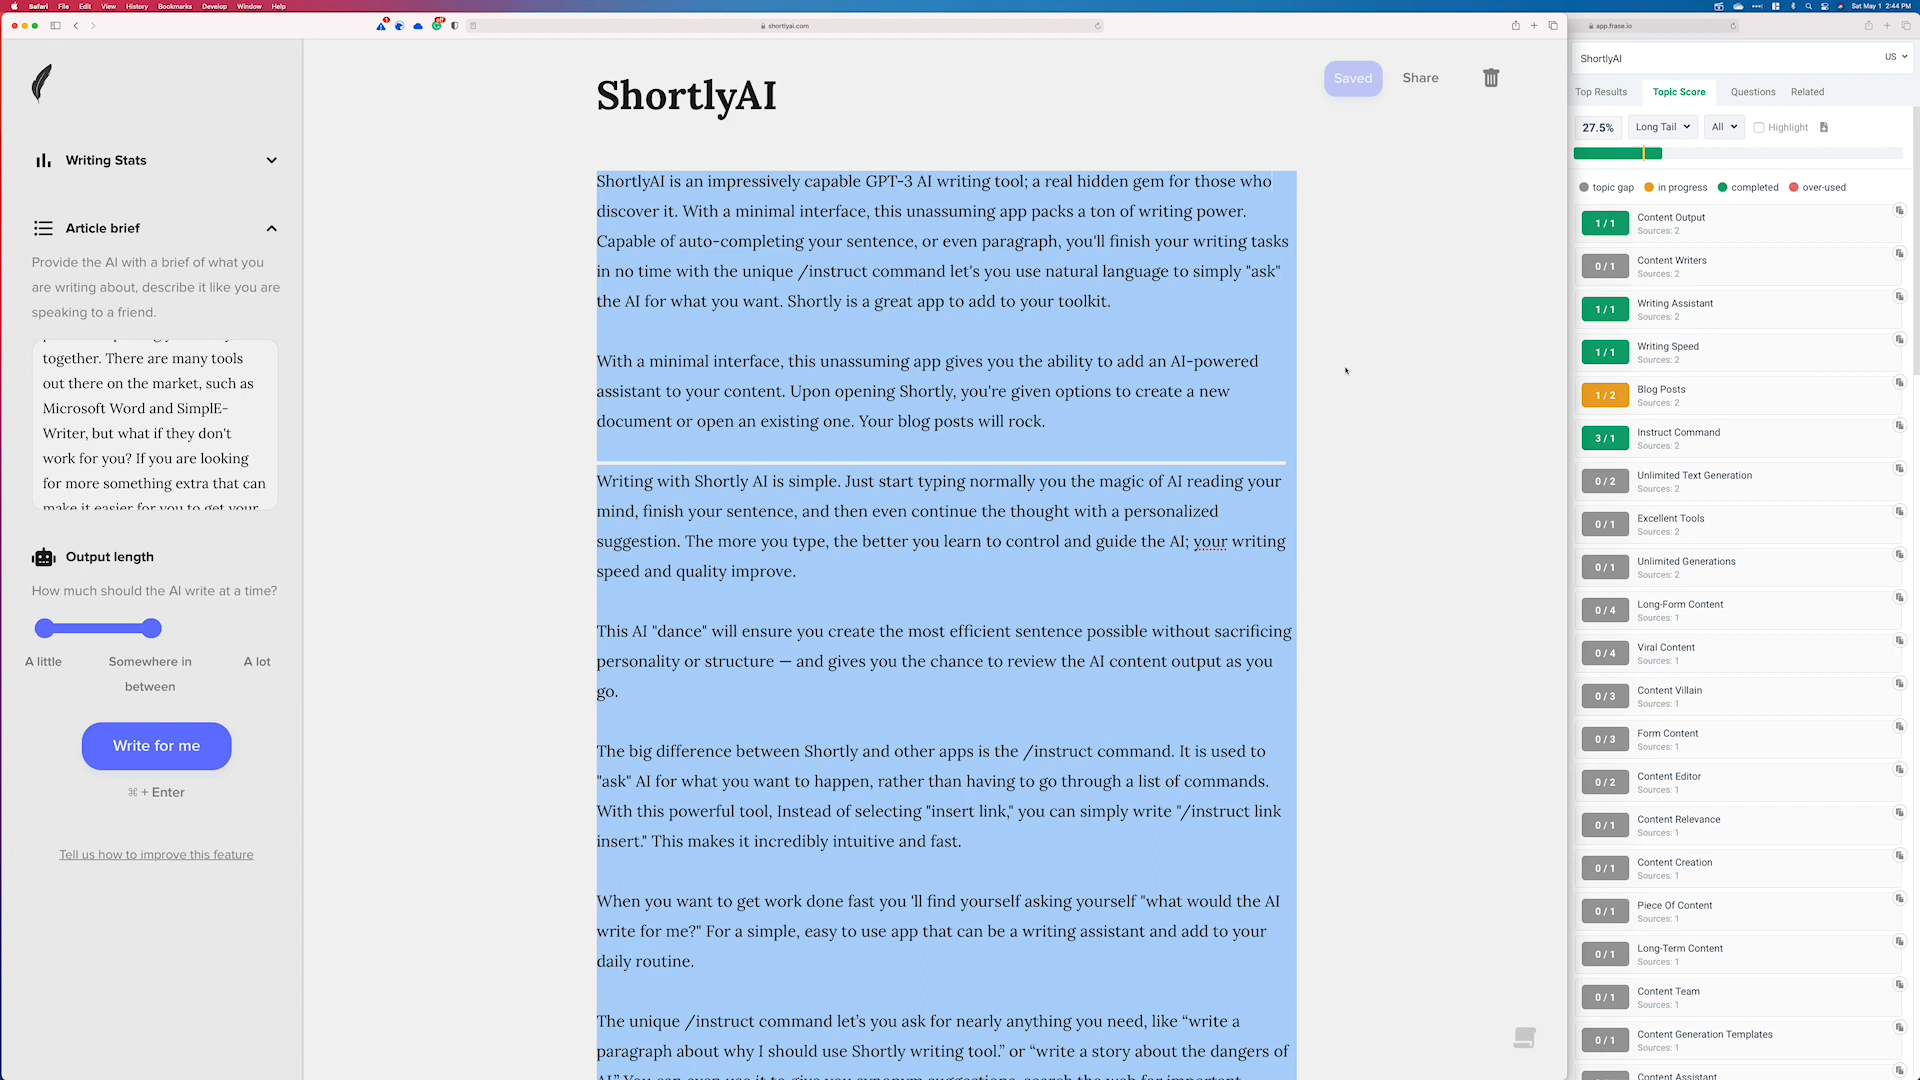 Safari File Edit View History Bookmarks Develop Window Help
Sat May 1 2:44 PM
shortlyai.com
app.frase.io
ShortlyAI
Saved
Share
Writing Stats
Article brief
Provide the AI with a brief of what you
are writing about, describe it like you are
speaking to a friend.
together. There are many tools
out there on the market, such as
Microsoft Word and SimplE-
Writer, but what if they don't
work for you? If you are looking
for more something extra that can
make it easier for you to get your
Output length
How much should the AI write at a time?
A little
Somewhere in
between
A lot
Write for me
⌘ + Enter
Tell us how to improve this feature
ShortlyAI is an impressively capable GPT-3 AI writing tool; a real hidden gem for those who
discover it. With a minimal interface, this unassuming app packs a ton of writing power.
Capable of auto-completing your sentence, or even paragraph, you'll finish your writing tasks
in no time with the unique /instruct command let's you use natural language to simply "ask"
the AI for what you want. Shortly is a great app to add to your toolkit.
With a minimal interface, this unassuming app gives you the ability to add an AI-powered
assistant to your content. Upon opening Shortly, you're given options to create a new
document or open an existing one. Your blog posts will rock.
Writing with Shortly AI is simple. Just start typing normally you the magic of AI reading your
mind, finish your sentence, and then even continue the thought with a personalized
suggestion. The more you type, the better you learn to control and guide the AI; your writing
speed and quality improve.
This AI "dance" will ensure you create the most efficient sentence possible without sacrificing
personality or structure — and gives you the chance to review the AI content output as you
go.
The big difference between Shortly and other apps is the /instruct command. It is used to
"ask" AI for what you want to happen, rather than having to go through a list of commands.
With this powerful tool, Instead of selecting "insert link," you can simply write "/instruct link
insert." This makes it incredibly intuitive and fast.
When you want to get work done fast you 'll find yourself asking yourself "what would the AI
write for me?" For a simple, easy to use app that can be a writing assistant and add to your
daily routine.
The unique /instruct command let’s you ask for nearly anything you need, like “write a
paragraph about why I should use Shortly writing tool.” or “write a story about the dangers of
ShortlyAI
US
Top Results
Topic Score
Questions
Related
27.5%
Long Tail
All
Highlight
topic gap
in progress
completed
over-used
1 / 1 Content Output
Sources: 2
0 / 1 Content Writers
Sources: 2
1 / 1 Writing Assistant
Sources: 2
1 / 1 Writing Speed
Sources: 2
1 / 2 Blog Posts
Sources: 2
3 / 1 Instruct Command
Sources: 2
0 / 2 Unlimited Text Generation
Sources: 2
0 / 1 Excellent Tools
Sources: 2
0 / 1 Unlimited Generations
Sources: 2
0 / 4 Long-Form Content
Sources: 1
0 / 4 Viral Content
Sources: 1
0 / 3 Content Villain
Sources: 1
0 / 3 Form Content
Sources: 1
0 / 2 Content Editor
Sources: 1
0 / 1 Content Relevance
Sources: 1
0 / 1 Content Creation
Sources: 1
0 / 1 Piece Of Content
Sources: 1
0 / 1 Long-Term Content
Sources: 1
0 / 1 Content Team
Sources: 1
0 / 1 Content Generation Templates
Sources: 1
Content Assistant